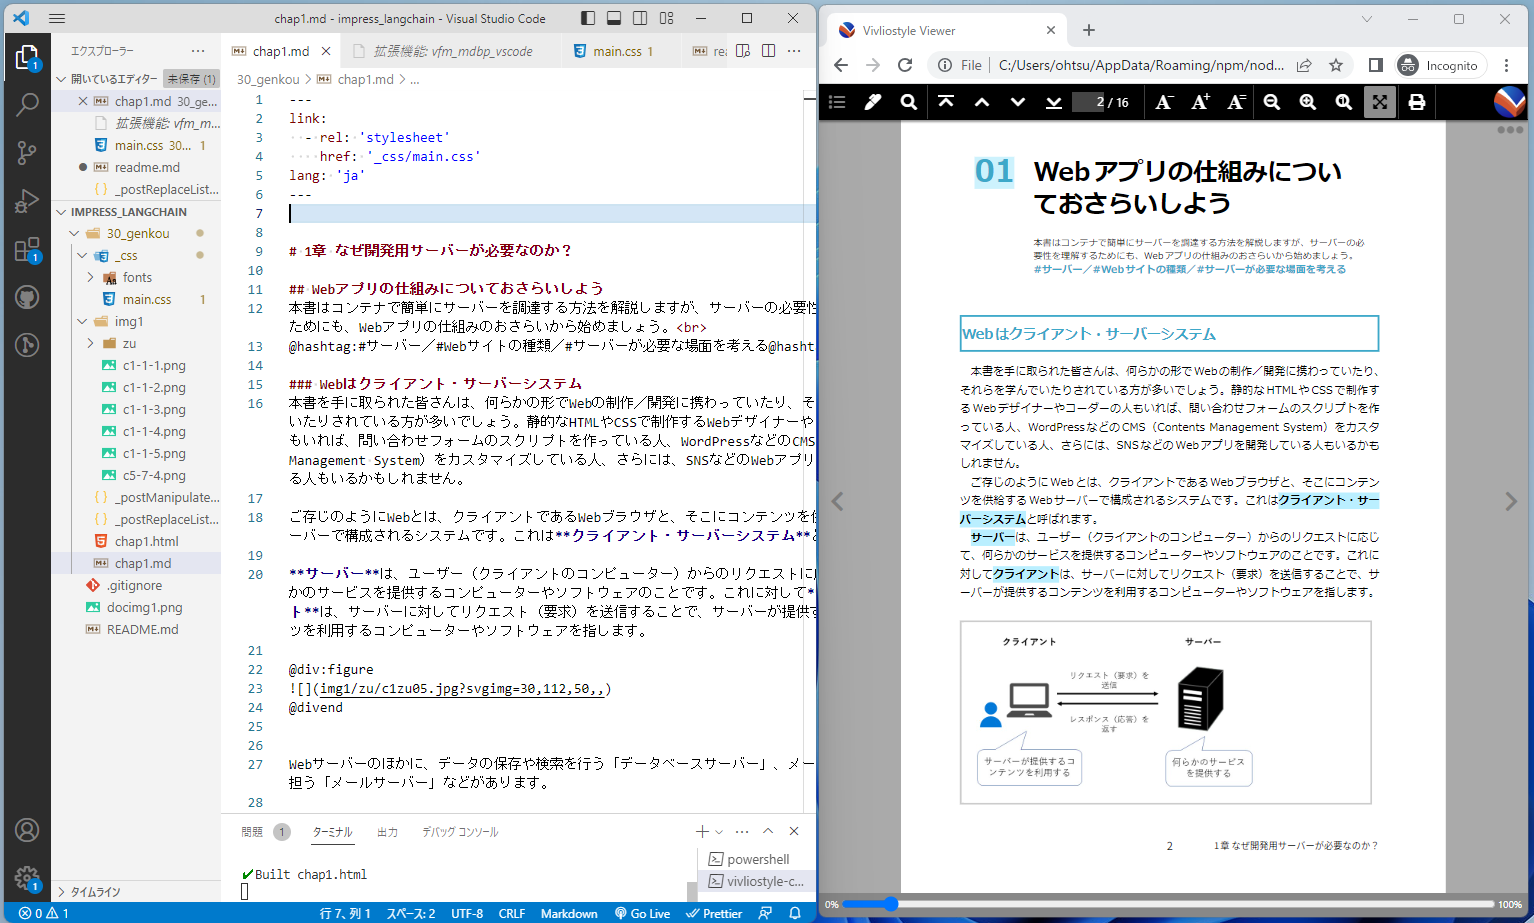 chap1.md - impress_langchain - Visual Studio Code
エクスプローラー
開いているエディター 未保存 (1)
chap1.md 30_ge...
拡張機能: vfm_m...
main.css 30... 1
readme.md
_postReplaceList...
IMPRESS_LANGCHAIN
30_genkou
_css
fonts
main.css 1
img1
zu
c1-1-1.png
c1-1-2.png
c1-1-3.png
c1-1-4.png
c1-1-5.png
c5-7-4.png
_postManipulate...
_postReplaceList...
chap1.html
chap1.md
.gitignore
docimg1.png
README.md
タイムライン
chap1.md
拡張機能: vfm_mdbp_vscode
main.css 1
rea
30_genkou > chap1.md > ...
1 ---
2 link:
3 - rel: 'stylesheet'
4 href: '_css/main.css'
5 lang: 'ja'
6 ---
7
8
9 # 1章 なぜ開発用サーバーが必要なのか？
10
11 ## Webアプリの仕組みについておさらいしよう
12 本書はコンテナで簡単にサーバーを調達する方法を解説しますが、サーバーの必要性
ためにも、Webアプリの仕組みのおさらいから始めましょう。<br>
13 @hashtag:#サーバー／#Webサイトの種類／#サーバーが必要な場面を考える@hasht
14
15 ### Webはクライアント・サーバーシステム
16 本書を手に取られた皆さんは、何らかの形でWebの制作／開発に携わっていたり、そ
いたりされている方が多いでしょう。静的なHTMLやCSSで制作するWebデザイナーや
もいれば、問い合わせフォームのスクリプトを作っている人、WordPressなどのCMS
Management System）をカスタマイズしている人、さらには、SNSなどのWebアプリ
る人もいるかもしれません。
17
18 ご存じのようにWebとは、クライアントであるWebブラウザと、そこにコンテンツを供
ーバーで構成されるシステムです。これは**クライアント・サーバーシステム**と
19
20 **サーバー**は、ユーザー（クライアントのコンピューター）からのリクエストに応
かのサービスを提供するコンピューターやソフトウェアのことです。これに対して*
ト**は、サーバーに対してリクエスト（要求）を送信することで、サーバーが提供す
ツを利用するコンピューターやソフトウェアを指します。
21
22 @div:figure
23 ![](img1/zu/c1zu05.jpg?svgimg=30,112,50,,)
24 @divend
25
26
27 Webサーバーのほかに、データの保存や検索を行う「データベースサーバー」、メー
担う「メールサーバー」などがあります。
28
問題 1 ターミナル 出力 デバッグ コンソール
✔Built chap1.html
powershell
vivliostyle-c...
0 1 行 7、列 1 スペース: 2 UTF-8 CRLF Markdown Go Live Prettier
Vivliostyle Viewer
File C:/Users/ohtsu/AppData/Roaming/npm/nod... Incognito
2 / 16 A- A+ A=
01 Webアプリの仕組みについ
ておさらいしよう
本書はコンテナで簡単にサーバーを調達する方法を解説しますが、サーバーの必
要性を理解するためにも、Webアプリの仕組みのおさらいから始めましょう。
#サーバー／#Webサイトの種類／#サーバーが必要な場面を考える
Webはクライアント・サーバーシステム
本書を手に取られた皆さんは、何らかの形でWebの制作／開発に携わっていたり、
それらを学んでいたりされている方が多いでしょう。静的なHTMLやCSSで制作す
るWebデザイナーやコーダーの人もいれば、問い合わせフォームのスクリプトを作
っている人、WordPressなどのCMS（Contents Management System）をカスタ
マイズしている人、さらには、SNSなどのWebアプリを開発している人もいるかも
しれません。
ご存じのようにWebとは、クライアントであるWebブラウザと、そこにコンテン
ツを供給するWebサーバーで構成されるシステムです。これはクライアント・サー
バーシステムと呼ばれます。
サーバーは、ユーザー（クライアントのコンピューター）からのリクエストに応じ
て、何らかのサービスを提供するコンピューターやソフトウェアのことです。これに
対してクライアントは、サーバーに対してリクエスト（要求）を送信することで、サ
ーバーが提供するコンテンツを利用するコンピューターやソフトウェアを指します。
クライアント サーバー
リクエスト（要求）を
送信
レスポンス（応答）を
返す
サーバーが提供するコ
ンテンツを利用する
何らかのサービス
を提供する
2 1章 なぜ開発用サーバーが必要なのか？
0% 100%